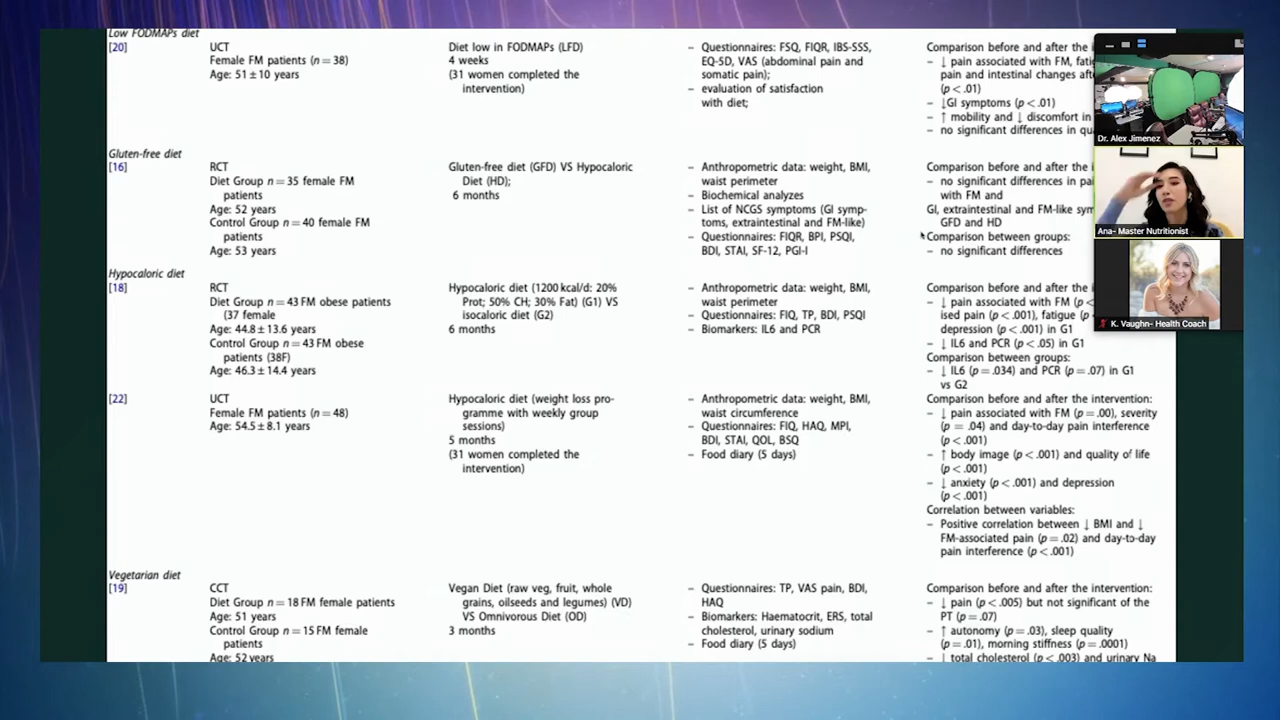 Low FODMAPs diet
[20]
UCT
Female FM patients (n = 38)
Age: 51 ± 10 years
Diet low in FODMAPs (LFD)
4 weeks
(31 women completed the
intervention)
– Questionnaires: FSQ, FIQR, IBS-SSS,
EQ-5D, VAS (abdominal pain and
somatic pain);
– evaluation of satisfaction
with diet;
Comparison before and after the i
– ↓ pain associated with FM, fatig
pain and intestinal changes aft
(p < .01)
– ↓GI symptoms (p < .01)
– ↑ mobility and ↓ discomfort in
– no significant differences in qu
Gluten-free diet
[16]
RCT
Diet Group n = 35 female FM
patients
Age: 52 years
Control Group n = 40 female FM
patients
Age: 53 years
Gluten-free diet (GFD) VS Hypocaloric
Diet (HD);
6 months
– Anthropometric data: weight, BMI,
waist perimeter
– Biochemical analyzes
– List of NCGS symptoms (GI symp-
toms, extraintestinal and FM-like)
– Questionnaires: FIQR, BPI, PSQI,
BDI, STAI, SF-12, PGI-I
Comparison before and after the i
– no significant differences in pai
with FM and
GI, extraintestinal and FM-like sym
GFD and HD
Comparison between groups:
– no significant differences
Hypocaloric diet
[18]
RCT
Diet Group n = 43 FM obese patients
(37 female
Age: 44.8 ± 13.6 years
Control Group n = 43 FM obese
patients (38F)
Age: 46.3 ± 14.4 years
Hypocaloric diet (1200 kcal/d: 20%
Prot; 50% CH; 30% Fat) (G1) VS
isocaloric diet (G2)
6 months
– Anthropometric data: weight, BMI,
waist perimeter
– Questionnaires: FIQ, TP, BDI, PSQI
– Biomarkers: IL6 and PCR
Comparison before and after the i
– ↓ pain associated with FM (p <
ised pain (p < .001), fatigue (p
depression (p < .001) in G1
– ↓ IL6 and PCR (p < .05) in G1
Comparison between groups:
– ↓ IL6 (p = .034) and PCR (p = .07) in G1
vs G2
[22]
UCT
Female FM patients (n = 48)
Age: 54.5 ± 8.1 years
Hypocaloric diet (weight loss pro-
gramme with weekly group
sessions)
5 months
(31 women completed the
intervention)
– Anthropometric data: weight, BMI,
waist circumference
– Questionnaires: FIQ, HAQ, MPI,
BDI, STAI, QOL, BSQ
– Food diary (5 days)
Comparison before and after the intervention:
– ↓ pain associated with FM (p = .00), severity
(p = .04) and day-to-day pain interference
(p < .001)
– ↑ body image (p < .001) and quality of life
(p < .001)
– ↓ anxiety (p < .001) and depression
(p < .001)
Correlation between variables:
– Positive correlation between ↓ BMI and ↓
FM-associated pain (p = .02) and day-to-day
pain interference (p < .001)
Vegetarian diet
[19]
CCT
Diet Group n = 18 FM female patients
Age: 51 years
Control Group n = 15 FM female
patients
Age: 52 years
Vegan Diet (raw veg, fruit, whole
grains, oilseeds and legumes) (VD)
VS Omnivorous Diet (OD)
3 months
– Questionnaires: TP, VAS pain, BDI,
HAQ
– Biomarkers: Haematocrit, ERS, total
cholesterol, urinary sodium
– Food diary (5 days)
Comparison before and after the intervention:
– ↓ pain (p < .005) but not significant of the
PT (p = .07)
– ↑ autonomy (p = .03), sleep quality
(p = .01), morning stiffness (p = .0001)
– ↓ total cholesterol (p < .003) and urinary Na
Dr. Alex Jimenez
Ana- Master Nutritionist
K. Vaughn- Health Coach